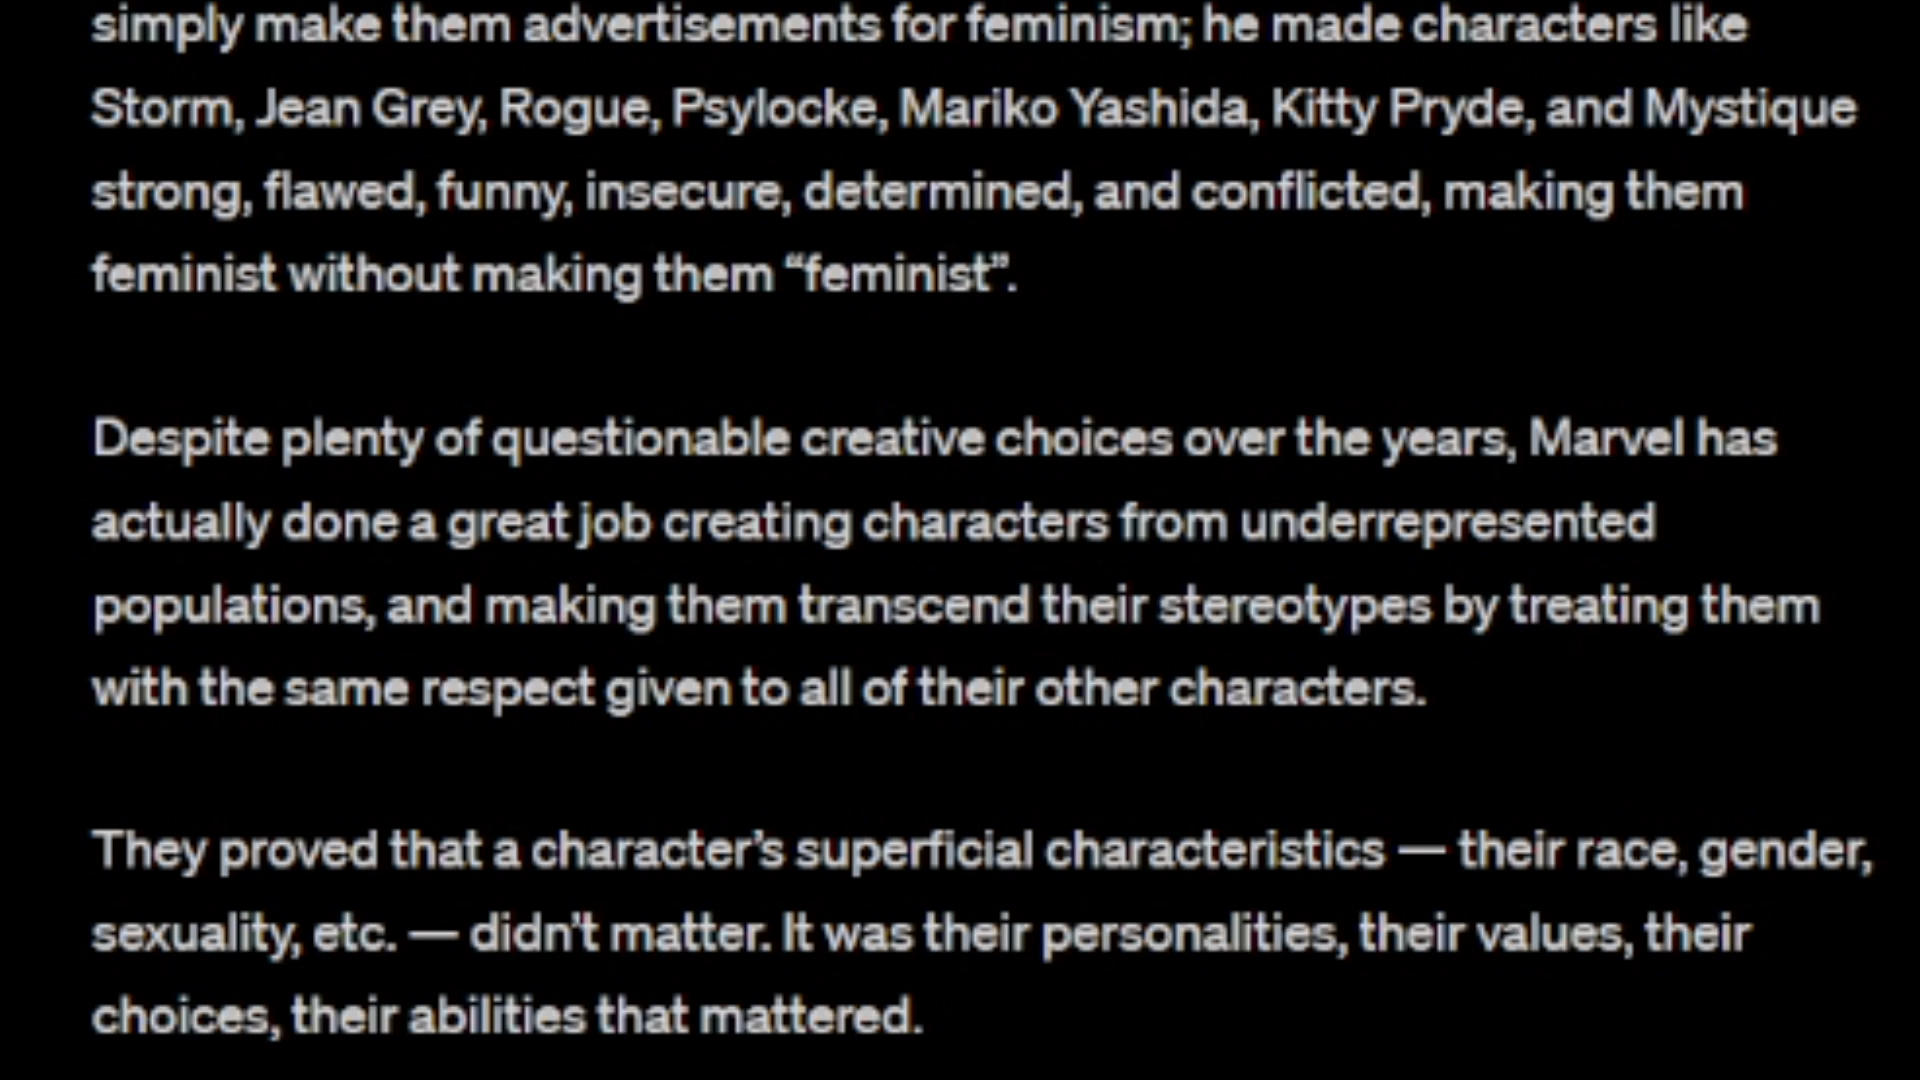 simply make them advertisements for feminism; he made characters like
Storm, Jean Grey, Rogue, Psylocke, Mariko Yashida, Kitty Pryde, and Mystique
strong, flawed, funny, insecure, determined, and conflicted, making them
feminist without making them “feminist”.
Despite plenty of questionable creative choices over the years, Marvel has
actually done a great job creating characters from underrepresented
populations, and making them transcend their stereotypes by treating them
with the same respect given to all of their other characters.
They proved that a character’s superficial characteristics — their race, gender,
sexuality, etc. — didn’t matter. It was their personalities, their values, their
choices, their abilities that mattered.